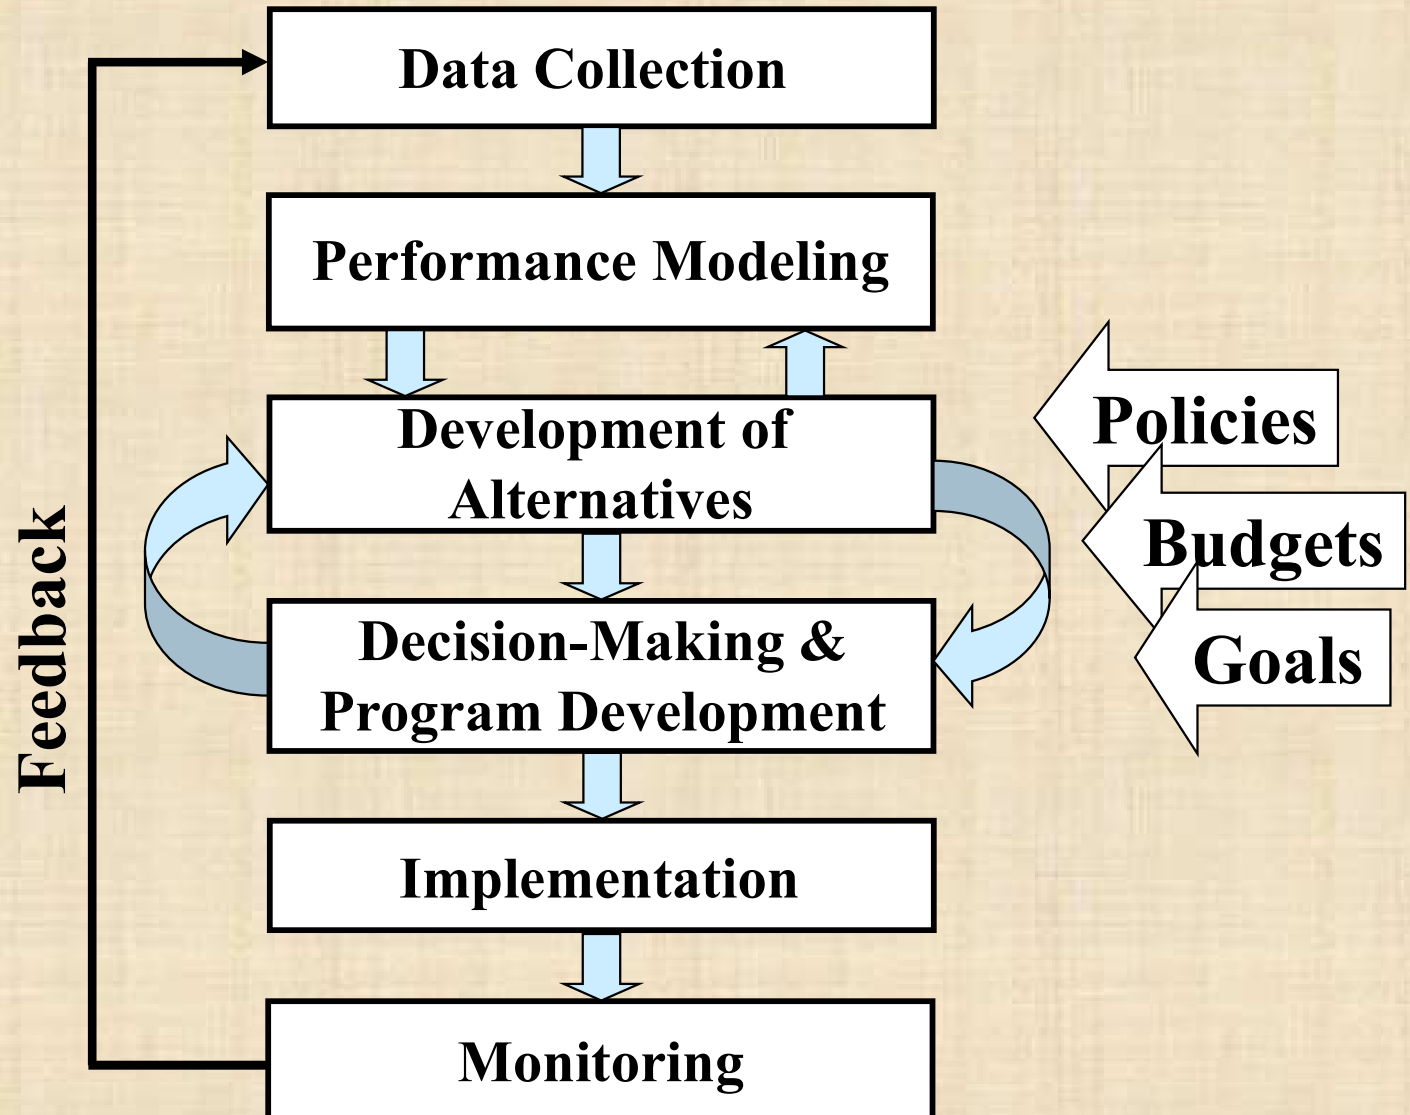 Data Collection
Performance Modeling
Development of
Alternatives
Decision-Making &
Program Development
Implementation
Monitoring
Feedback
Policies
Budgets
Goals